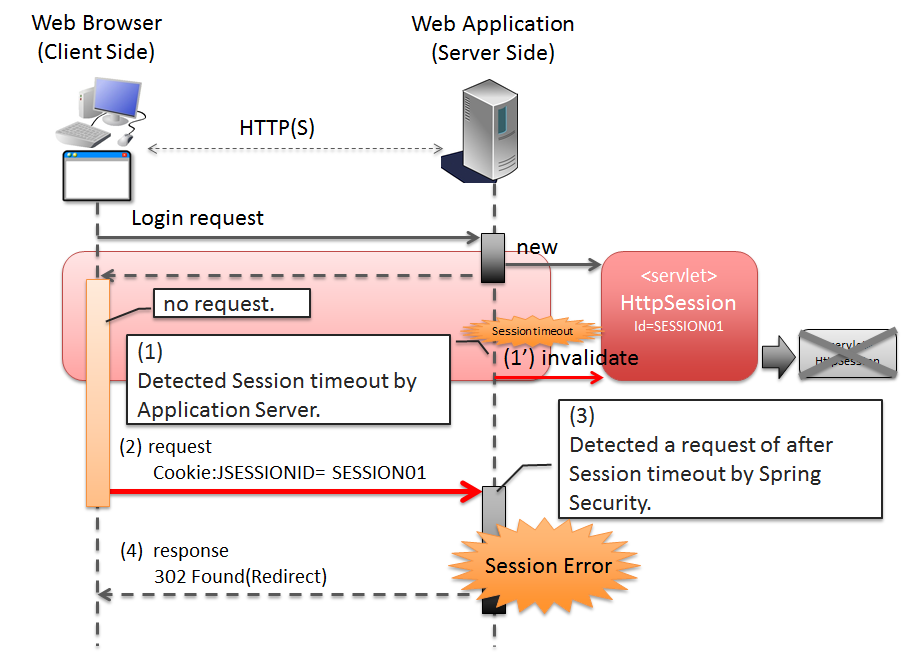 Web Browser
(Client Side)
Web Application
(Server Side)
HTTP(S)
Login request
new
<servlet>
HttpSession
Id=SESSION01
no request.
Session timeout
(1)
Detected Session timeout by
Application Server.
(1') invalidate
HttpSession
(2) request
Cookie:JSESSIONID= SESSION01
(3)
Detected a request of after
Session timeout by Spring
Security.
(4) response
302 Found(Redirect)
Session Error